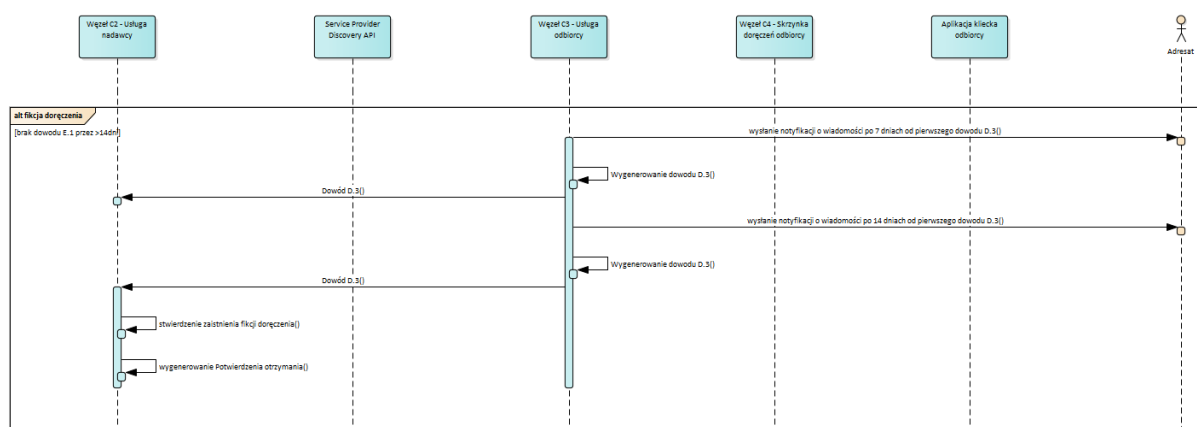 Węzeł C2 - Usługa
nadawcy
Service Provider
Discovery API
Węzeł C3 - Usługa
odbiorcy
Węzeł C4 - Skrzynka
doręczeń odbiorcy
Aplikacja kliecka
odbiorcy
Adresat
alt fikcja doręczenia
[brak dowodu E.1 przez >14dni]
wysłanie notyfikacji o wiadomości po 7 dniach od pierwszego dowodu D.3()
Wygenerowanie dowodu D.3()
Dowód D.3()
wysłanie notyfikacji o wiadomości po 14 dniach od pierwszego dowodu D.3()
Wygenerowanie dowodu D.3()
Dowód D.3()
stwierdzenie zaistnienia fikcji doręczenia()
wygenerowanie Potwierdzenia otrzymania()